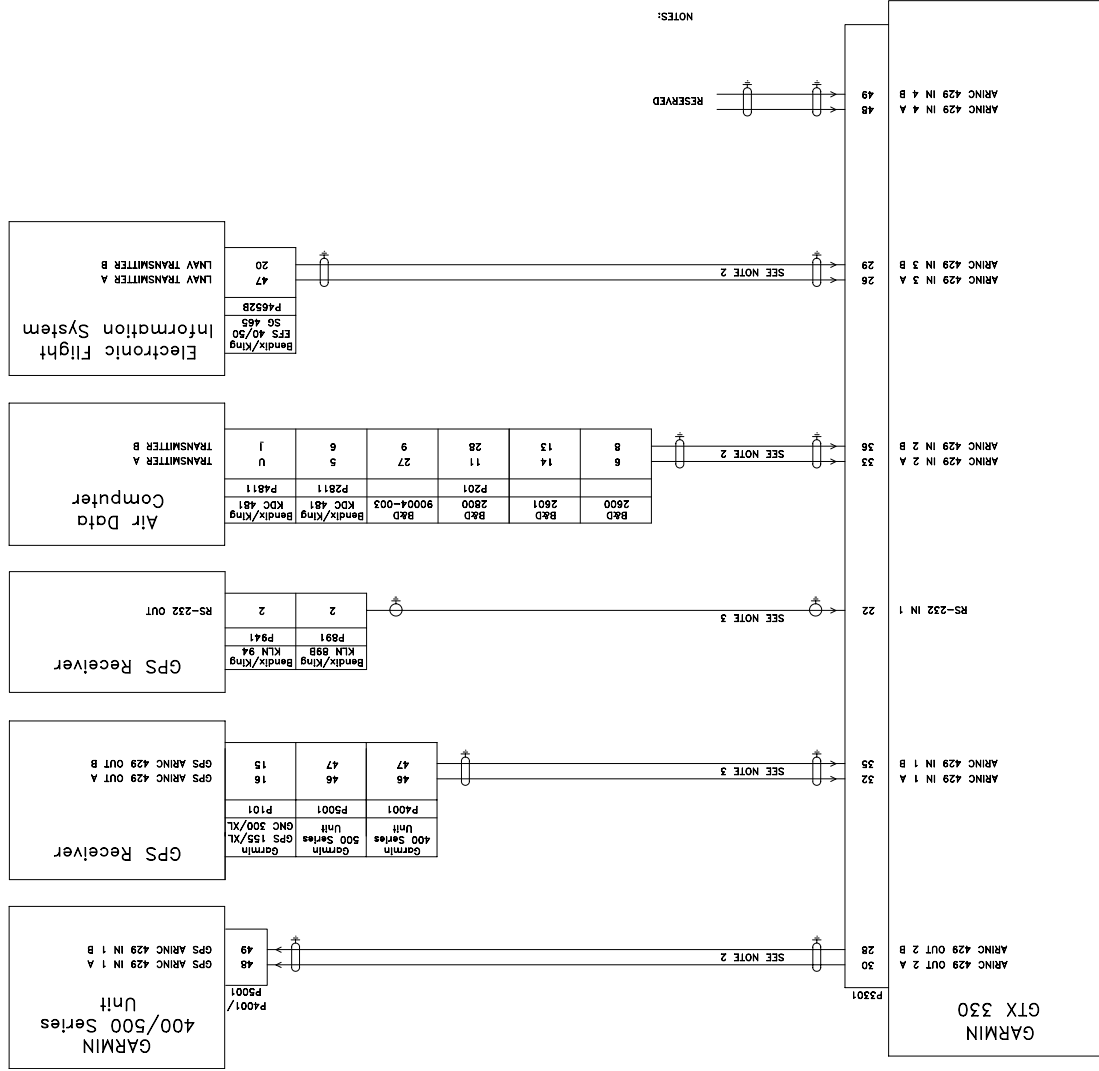 GARMIN
GTX 330
P3301
ARINC 429 OUT 2 A 30
ARINC 429 OUT 2 B 28
SEE NOTE 2
P4001/
P5001
48
49
GARMIN
400/500 Series
Unit
GPS ARINC 429 IN 1 A
GPS ARINC 429 IN 1 B
ARINC 429 IN 1 A 32
ARINC 429 IN 1 B 35
SEE NOTE 3
Garmin
400 Series
Unit
P4001
46
47
Garmin
500 Series
Unit
P5001
46
47
Garmin
GPS 155/XL
GNC 300/XL
P101
16
15
GPS Receiver
GPS ARINC 429 OUT A
GPS ARINC 429 OUT B
RS-232 IN 1 22
SEE NOTE 3
Bendix/King
KLN 89B
P891
2
Bendix/King
KLN 94
P941
2
GPS Receiver
RS-232 OUT
ARINC 429 IN 2 A 33
ARINC 429 IN 2 B 36
SEE NOTE 2
B&D
2600
6
8
B&D
2601
14
13
B&D
2800
P201
11
28
B&D
90004-003
27
9
Bendix/King
KDC 481
P2811
5
6
Bendix/King
KDC 481
P4811
U
J
Air Data
Computer
TRANSMITTER A
TRANSMITTER B
ARINC 429 IN 3 A 26
ARINC 429 IN 3 B 29
SEE NOTE 2
Bendix/King
EFS 40/50
SG 465
P4652B
47
20
Electronic Flight
Information System
LNAV TRANSMITTER A
LNAV TRANSMITTER B
ARINC 429 IN 4 A 48
ARINC 429 IN 4 B 49
RESERVED
NOTES: